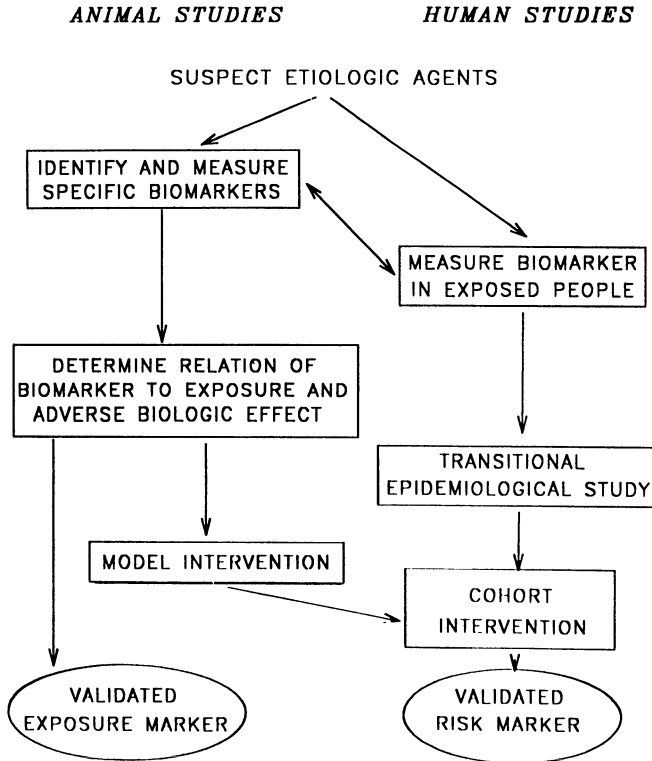 ANIMAL STUDIES
HUMAN STUDIES
SUSPECT ETIOLOGIC AGENTS
IDENTIFY AND MEASURE
SPECIFIC BIOMARKERS
MEASURE BIOMARKER
IN EXPOSED PEOPLE
DETERMINE RELATION OF
BIOMARKER TO EXPOSURE AND
ADVERSE BIOLOGIC EFFECT
TRANSITIONAL
EPIDEMIOLOGICAL STUDY
MODEL INTERVENTION
COHORT
INTERVENTION
VALIDATED
EXPOSURE MARKER
VALIDATED
RISK MARKER